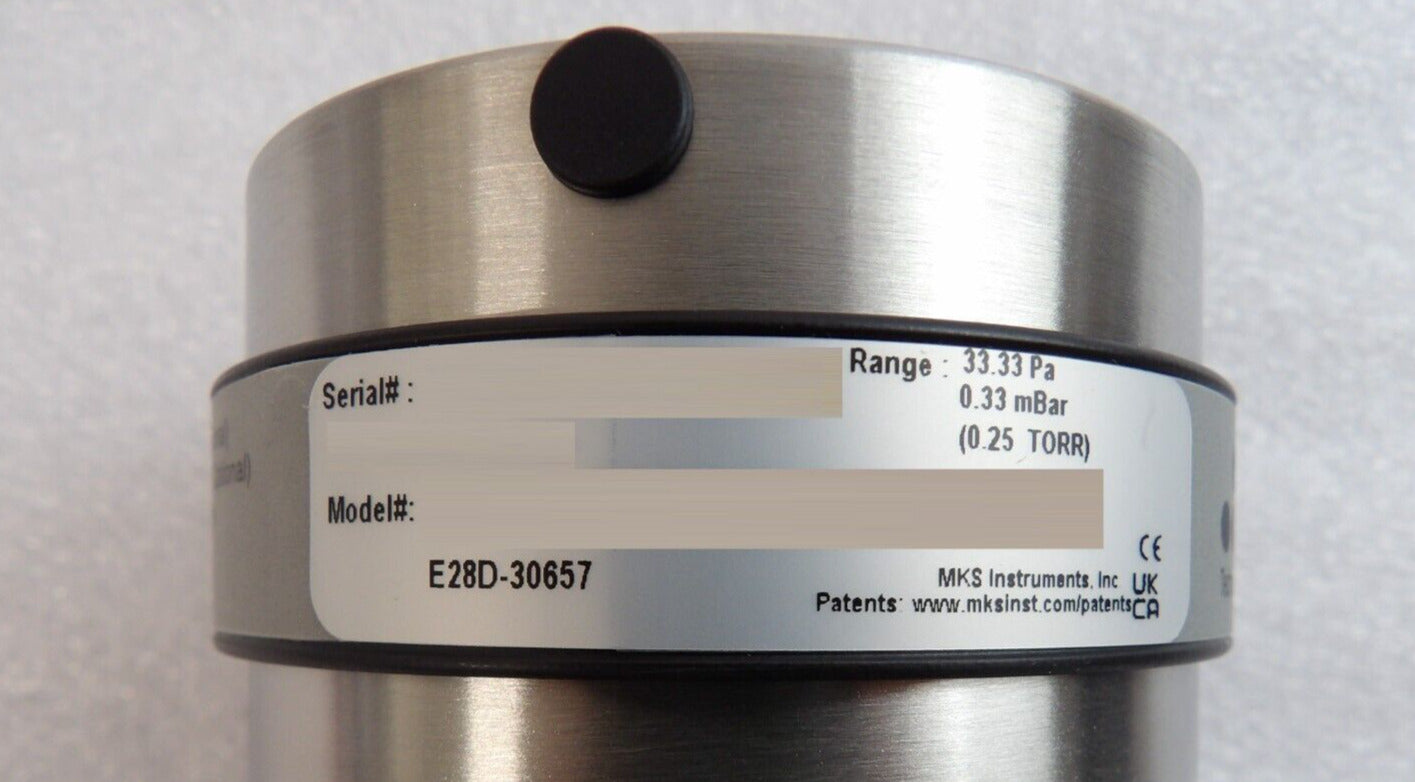 Serial# :
Range : 33.33 Pa
0.33 mBar
(0.25 TORR)
Model#:
E28D-30657
CE
MKS Instruments, Inc
UK
CA
Patents: www.mksinst.com/patents